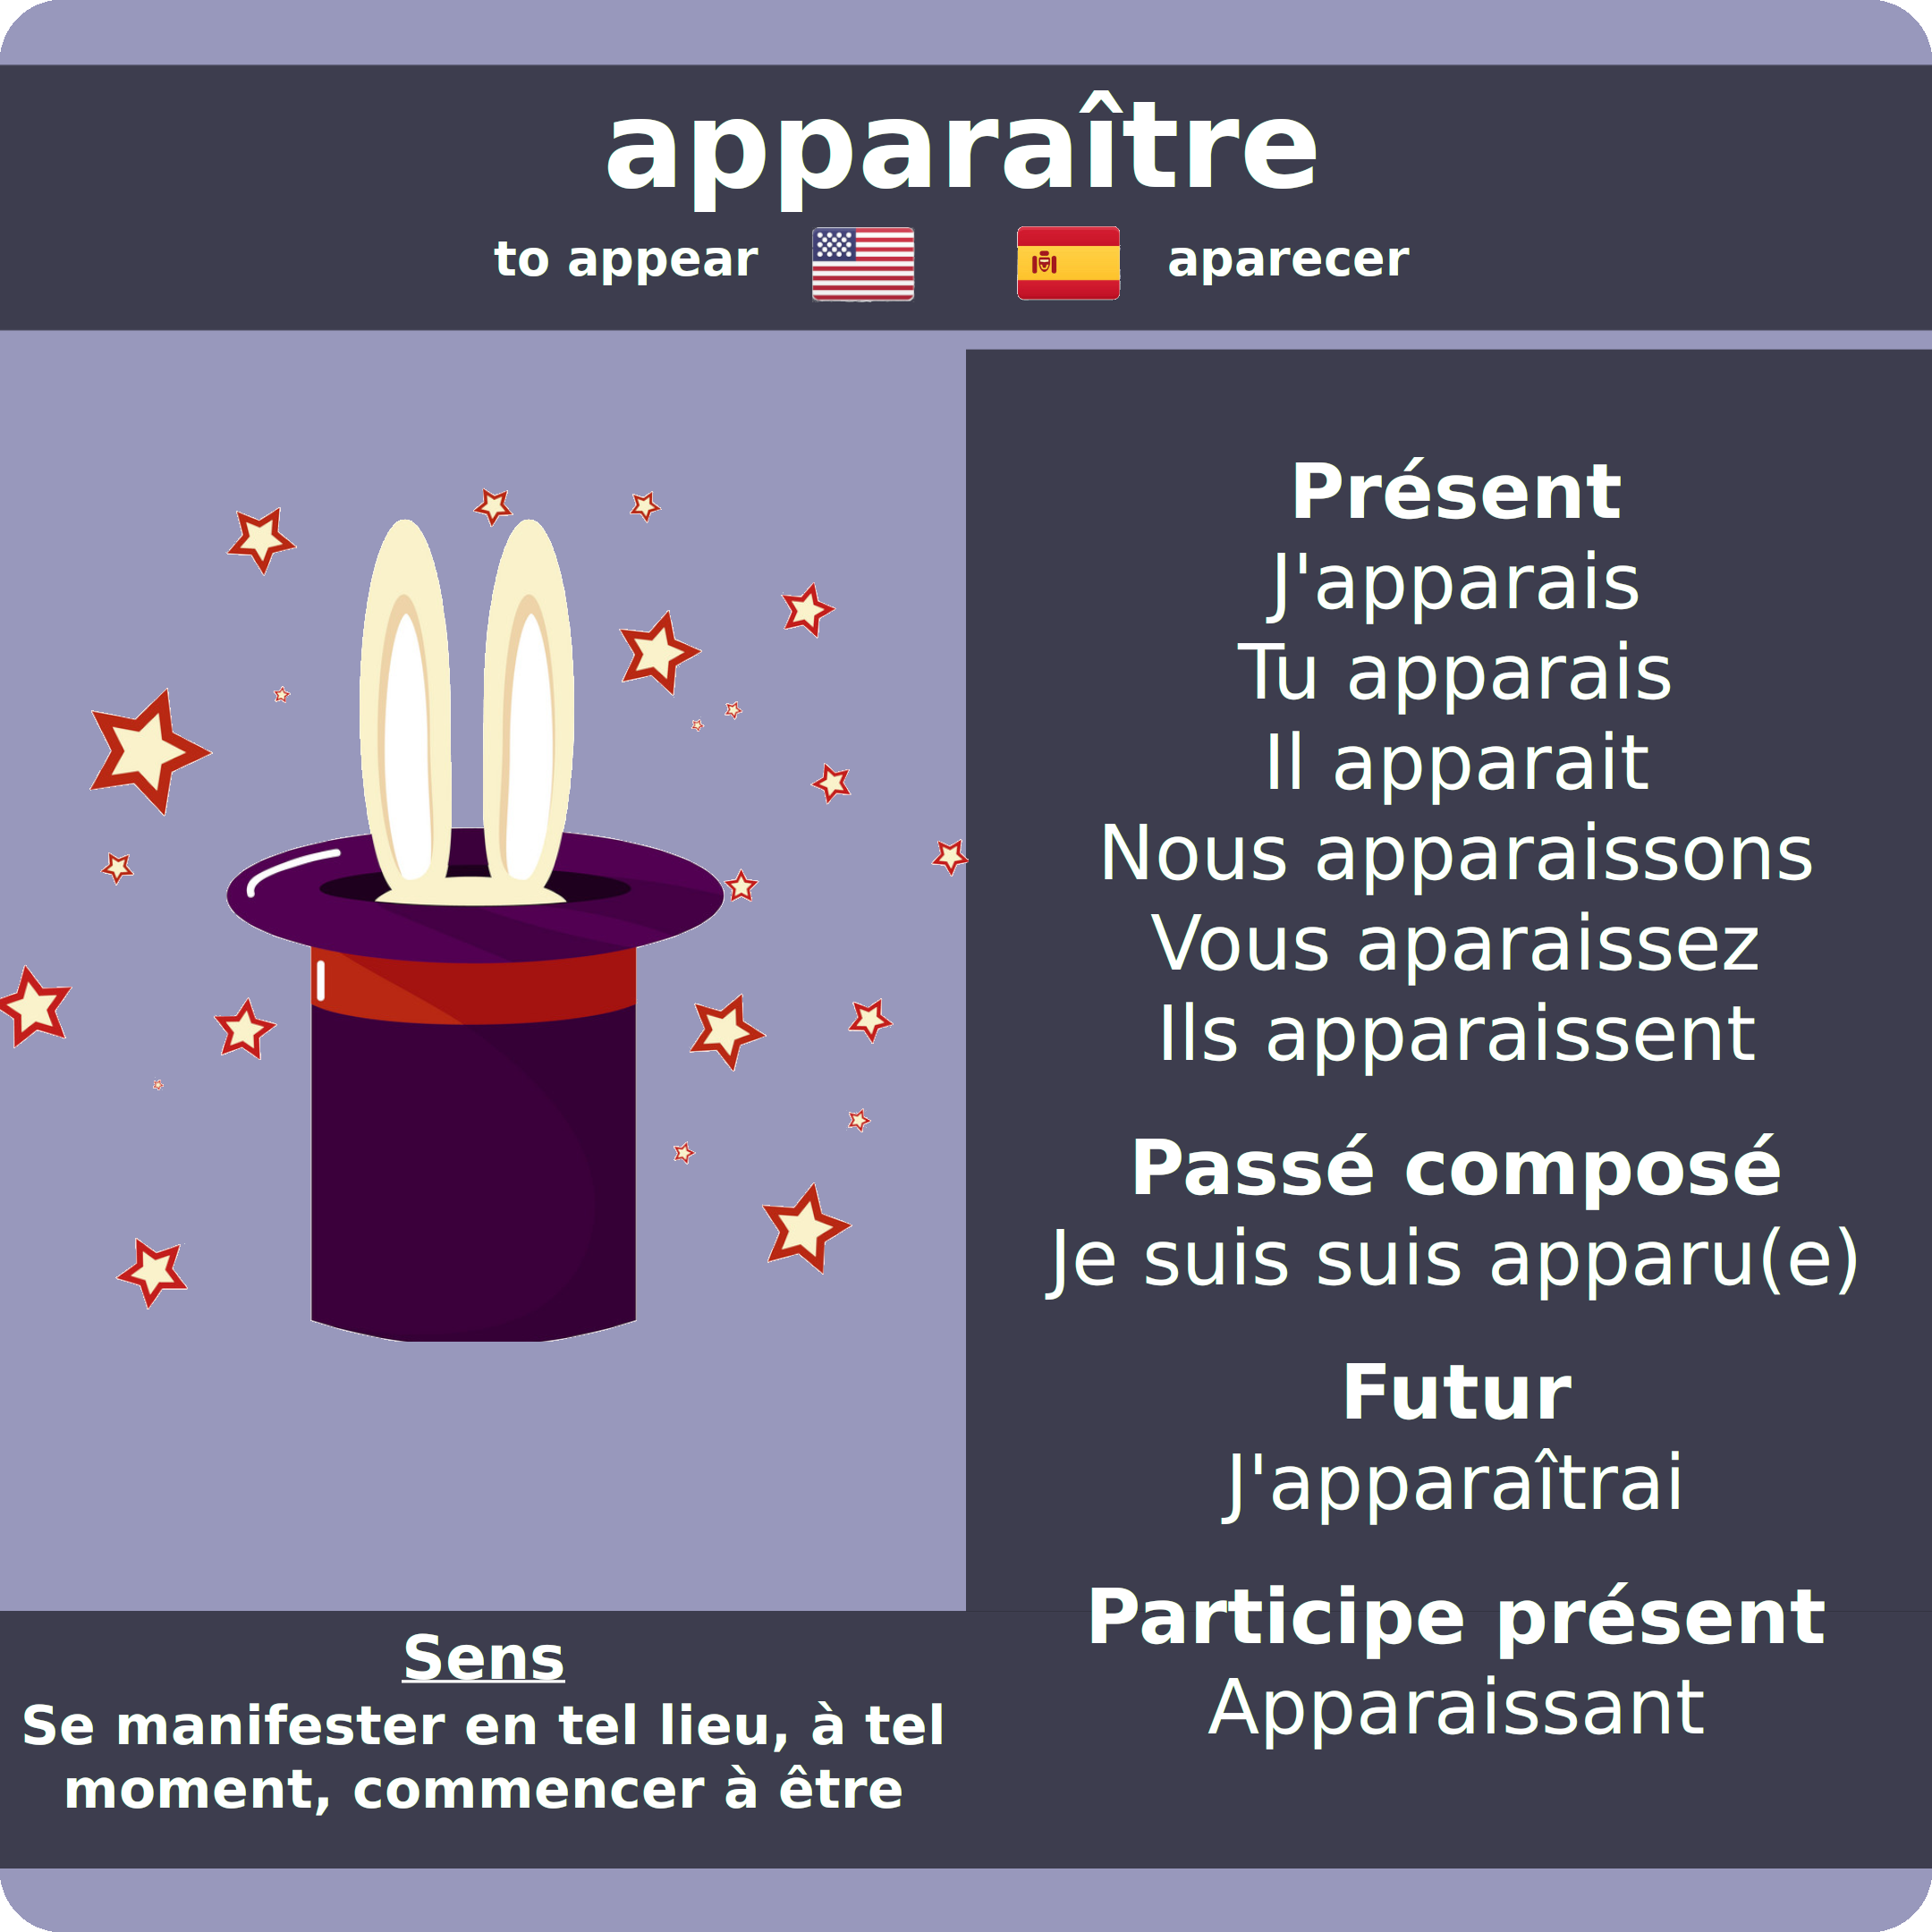 apparaître
to appear aparecer
Présent
J'apparais
Tu apparais
Il apparait
Nous apparaissons
Vous aparaissez
Ils apparaissent
Passé composé
Je suis suis apparu(e)
Futur
J'apparaîtrai
Participe présent
Apparaissant
Sens
Se manifester en tel lieu, à tel
moment, commencer à être